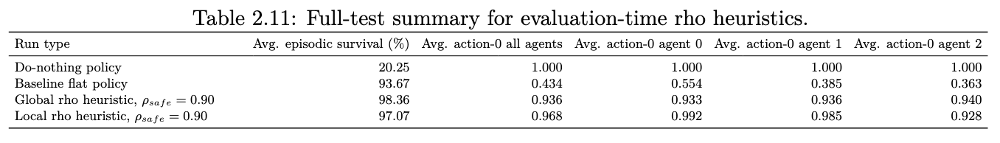 Table 2.11: Full-test summary for evaluation-time rho heuristics.
Run type Avg. episodic survival (%) Avg. action-0 all agents Avg. action-0 agent 0 Avg. action-0 agent 1 Avg. action-0 agent 2
Do-nothing policy 20.25 1.000 1.000 1.000 1.000
Baseline flat policy 93.67 0.434 0.554 0.385 0.363
Global rho heuristic, ρsafe = 0.90 98.36 0.936 0.933 0.936 0.940
Local rho heuristic, ρsafe = 0.90 97.07 0.968 0.992 0.985 0.928